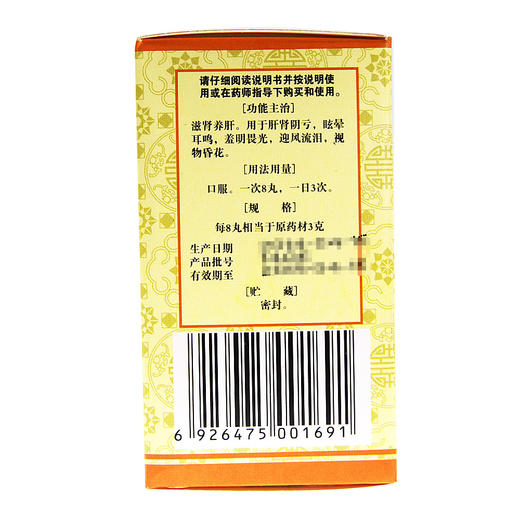 请仔细阅读说明书并按说明使
用或在药师指导下购买和使用。
[功能主治]
滋肾养肝。用于肝肾阴亏，眩晕
耳鸣，羞明畏光，迎风流泪，视
物昏花。
[用法用量]
口服。一次8丸，一日3次。
[规　　格]
每8丸相当于原药材3克
生产日期
产品批号
有效期至
[贮　　藏]
密封。
6 926475 001691